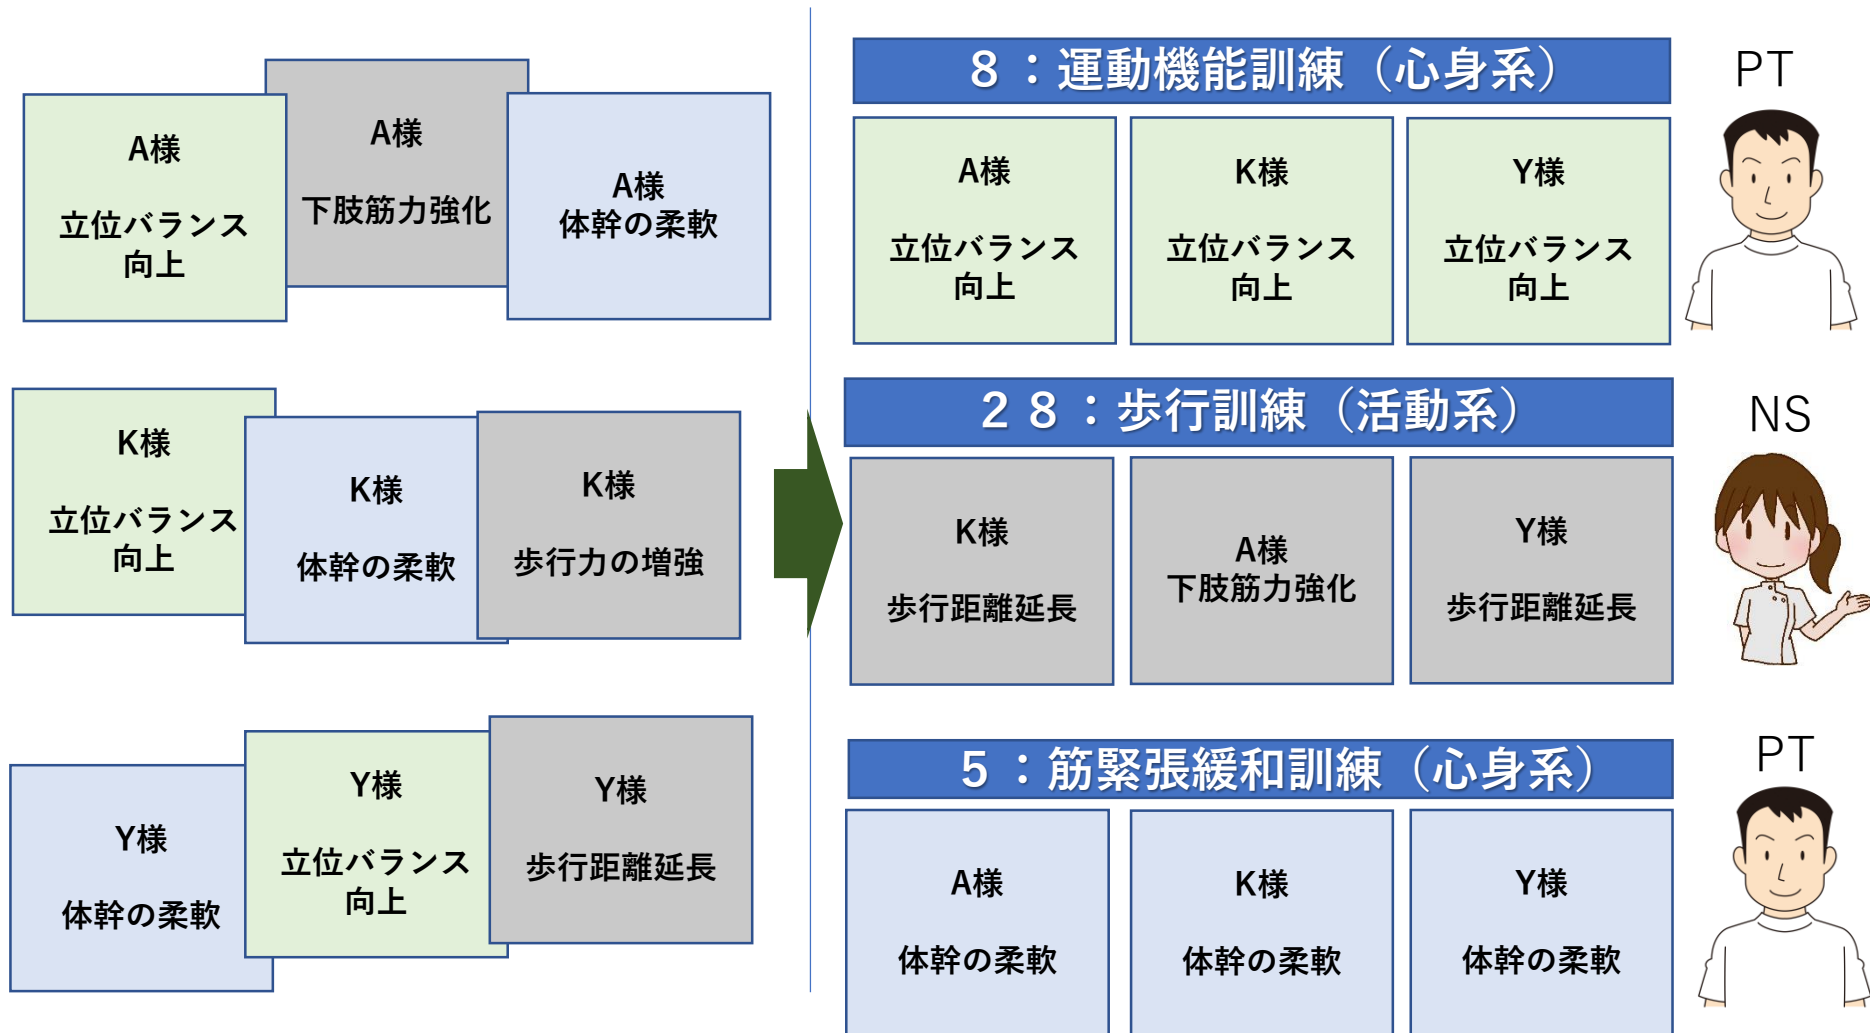 A様
立位バランス
向上
A様
下肢筋力強化
A様
体幹の柔軟
K様
立位バランス
向上
K様
体幹の柔軟
K様
歩行力の増強
Y様
体幹の柔軟
Y様
立位バランス
向上
Y様
歩行距離延長
８：運動機能訓練（心身系）
PT
A様
立位バランス
向上
K様
立位バランス
向上
Y様
立位バランス
向上
２８：歩行訓練（活動系）
NS
K様
歩行距離延長
A様
下肢筋力強化
Y様
歩行距離延長
５：筋緊張緩和訓練（心身系）
PT
A様
体幹の柔軟
K様
体幹の柔軟
Y様
体幹の柔軟